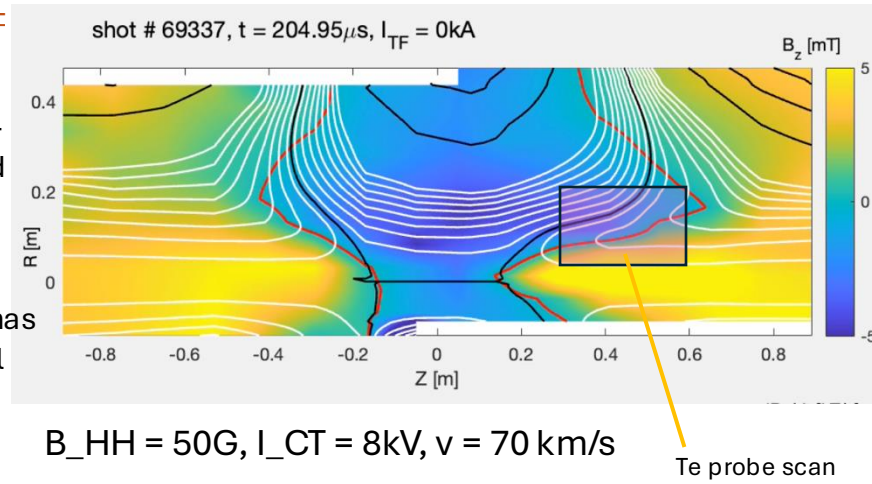 shot # 69337, t = 204.95μs, I_TF = 0kA
B_z [mT]
5
0
-5
R [m]
0.4
0.2
0
-0.8 -0.6 -0.4 -0.2 0 0.2 0.4 0.6 0.8
Z [m]
B_HH = 50G, I_CT = 8kV, v = 70 km/s
Te probe scan